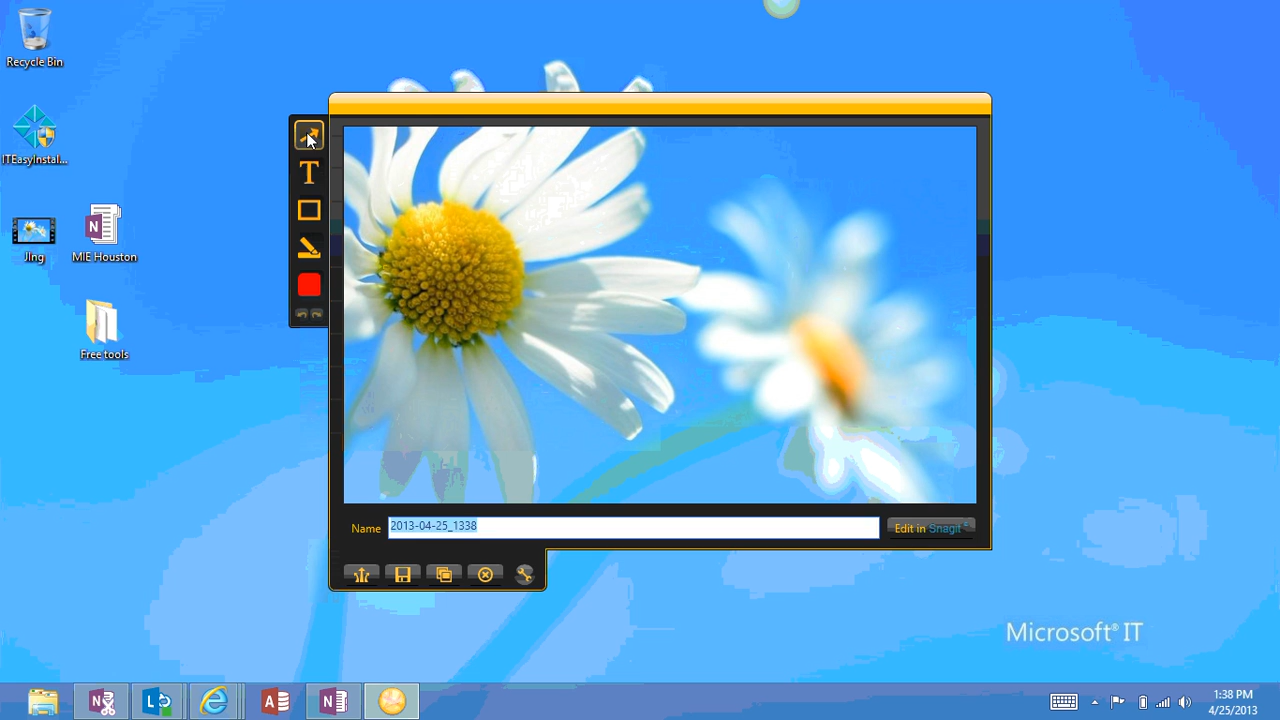 Recycle Bin
ITEasyInstal...
Jing
MIE Houston
Free tools
T
Name
2013-04-25_1338
Edit in Snagit®
Microsoft® IT
1:38 PM
4/25/2013